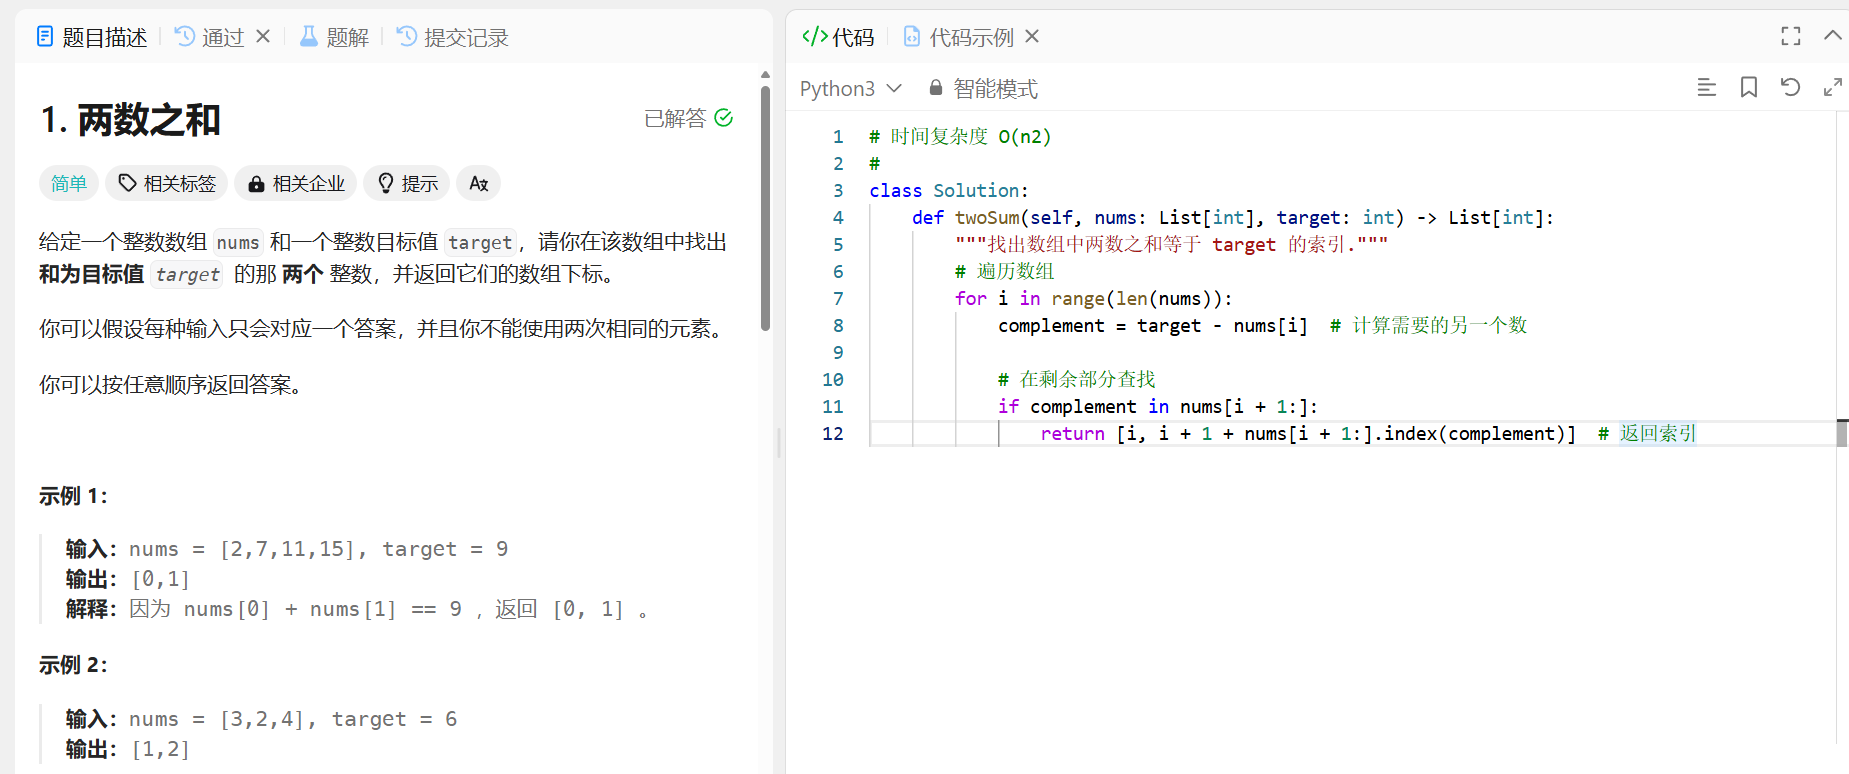 题目描述 通过 题解 提交记录
1. 两数之和
已解答
简单 相关标签 相关企业 提示
给定一个整数数组 nums 和一个整数目标值 target，请你在该数组中找出
和为目标值 target 的那 两个 整数，并返回它们的数组下标。
你可以假设每种输入只会对应一个答案，并且你不能使用两次相同的元素。
你可以按任意顺序返回答案。
示例 1：
输入：nums = [2,7,11,15], target = 9
输出：[0,1]
解释：因为 nums[0] + nums[1] == 9 ，返回 [0, 1] 。
示例 2：
输入：nums = [3,2,4], target = 6
输出：[1,2]
</> 代码 代码示例
Python3 智能模式
1 # 时间复杂度 O(n2)
2 #
3 class Solution:
4 def twoSum(self, nums: List[int], target: int) -> List[int]:
5 """找出数组中两数之和等于 target 的索引."""
6 # 遍历数组
7 for i in range(len(nums)):
8 complement = target - nums[i] # 计算需要的另一个数
9
10 # 在剩余部分查找
11 if complement in nums[i + 1:]:
12 return [i, i + 1 + nums[i + 1:].index(complement)] # 返回索引